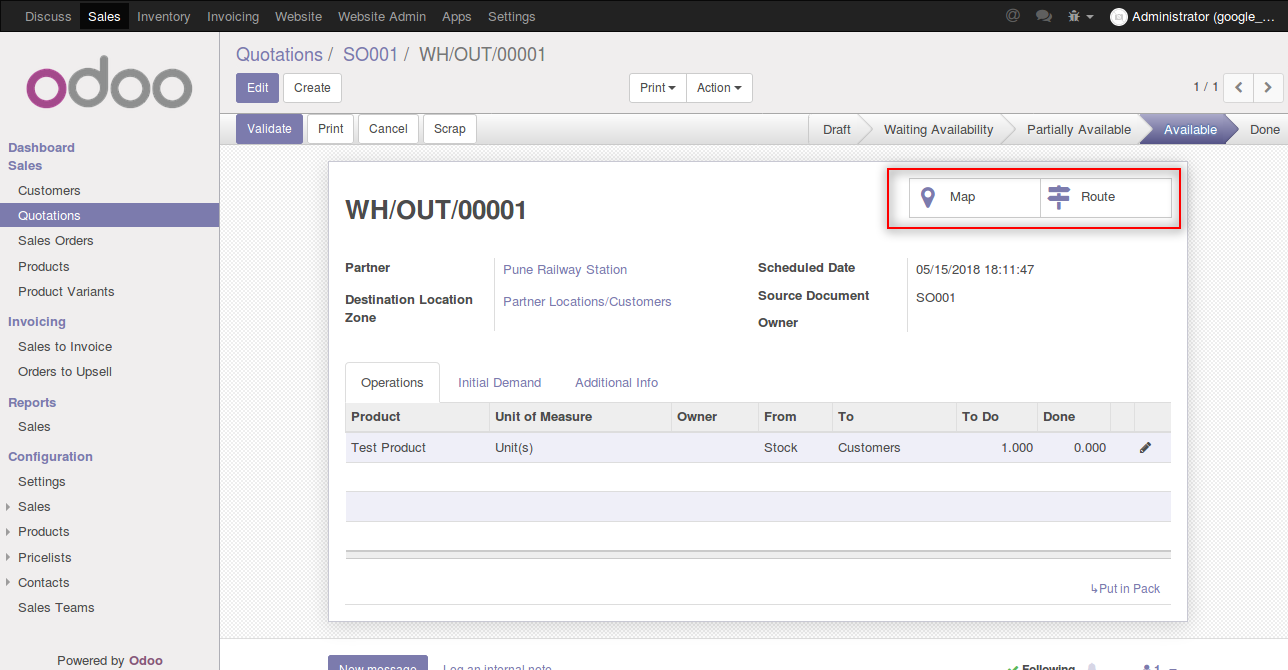 Discuss Sales Inventory Invoicing Website Website Admin Apps Settings @ Administrator (google_...
odoo
Quotations / SO001 / WH/OUT/00001
Edit Create Print Action 1 / 1
Validate Print Cancel Scrap Draft Waiting Availability Partially Available Available Done
Dashboard
Sales
Customers
Quotations
Sales Orders
Products
Product Variants
Invoicing
Sales to Invoice
Orders to Upsell
Reports
Sales
Configuration
Settings
Sales
Products
Pricelists
Contacts
Sales Teams
Powered by Odoo
Map Route
WH/OUT/00001
Partner Pune Railway Station Scheduled Date 05/15/2018 18:11:47
Destination Location Zone Partner Locations/Customers Source Document SO001
Owner
Operations Initial Demand Additional Info
Product Unit of Measure Owner From To To Do Done
Test Product Unit(s) Stock Customers 1.000 0.000
↳Put in Pack
New message Log an internal note Following 1